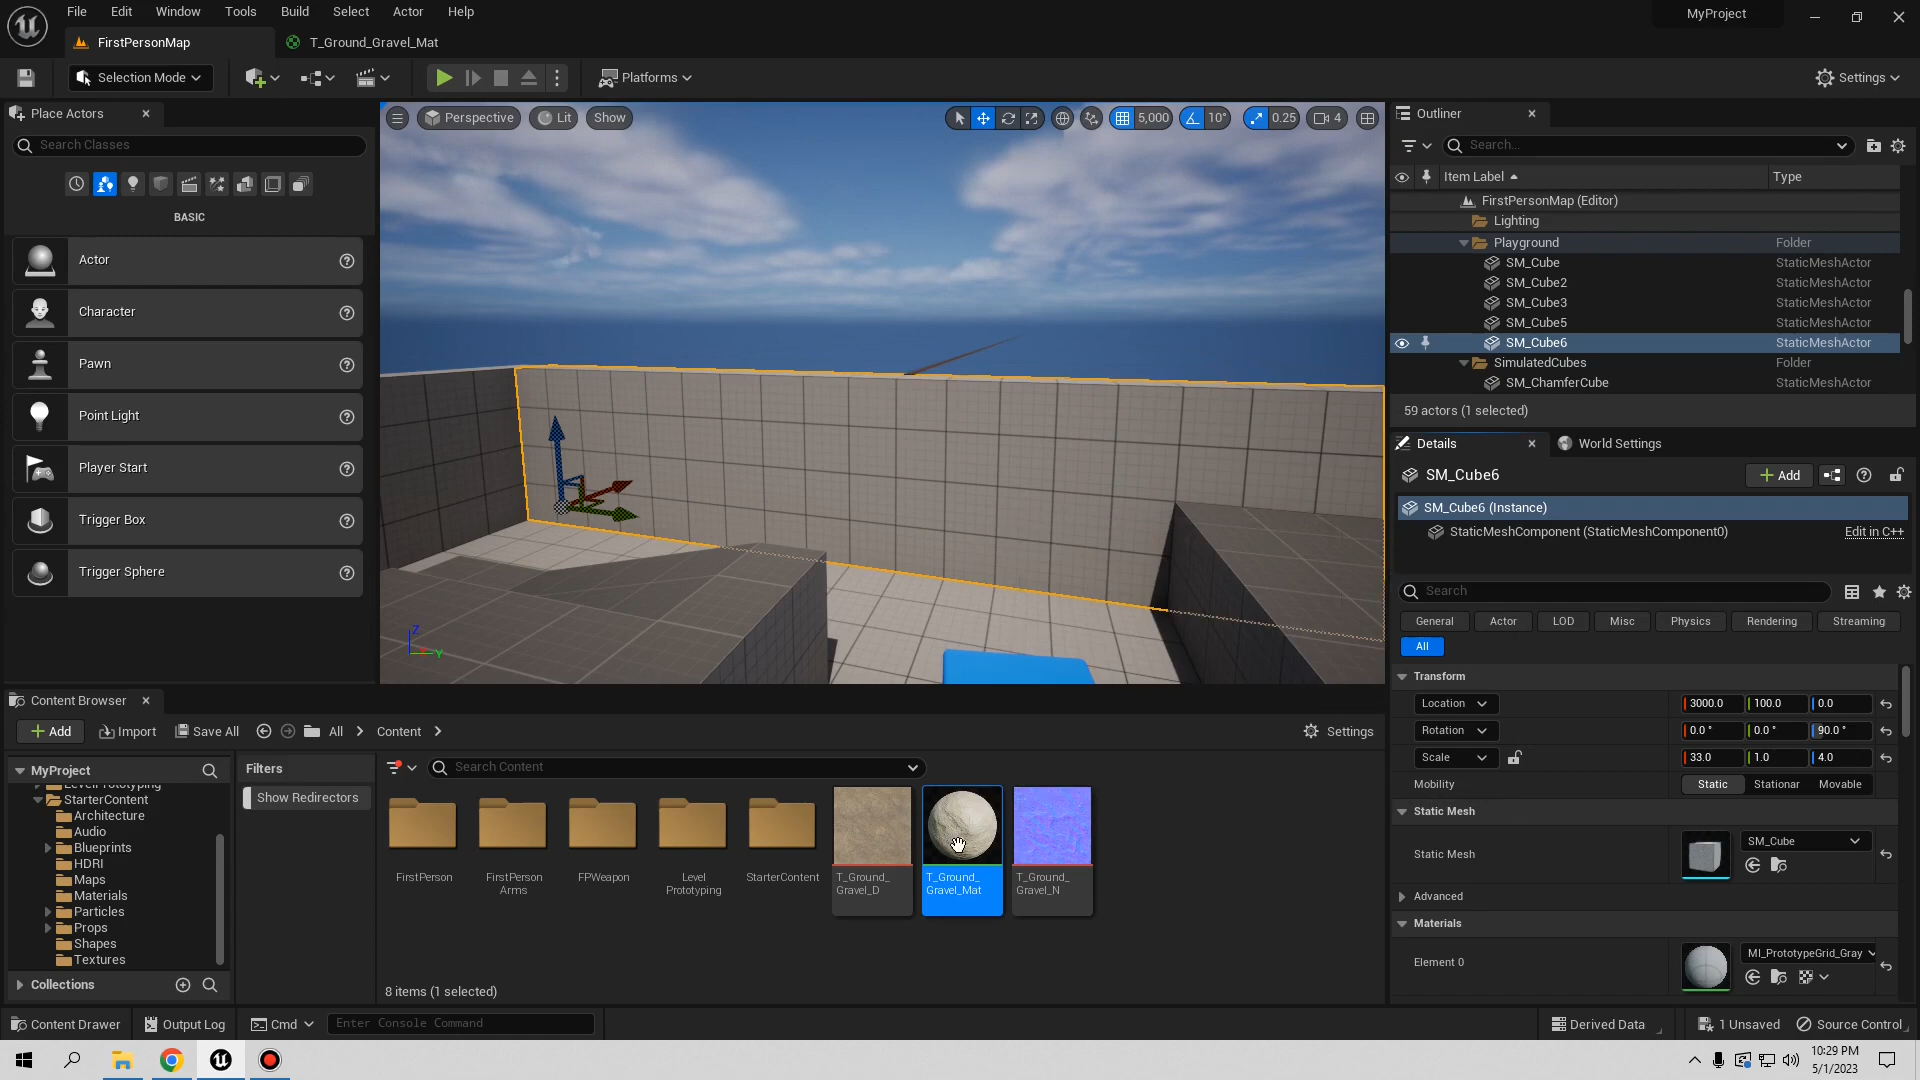 File Edit Window Tools Build Select Actor Help
MyProject
FirstPersonMap
T_Ground_Gravel_Mat
Selection Mode
Platforms
Settings
Place Actors
Search Classes
BASIC
Actor
Character
Pawn
Point Light
Player Start
Trigger Box
Trigger Sphere
Perspective Lit Show
5,000 10° 0.25 4
Z
Y
Outliner
Search...
Item Label Type
FirstPersonMap (Editor)
Lighting
Playground Folder
SM_Cube StaticMeshActor
SM_Cube2 StaticMeshActor
SM_Cube3 StaticMeshActor
SM_Cube5 StaticMeshActor
SM_Cube6 StaticMeshActor
SimulatedCubes Folder
SM_ChamferCube StaticMeshActor
59 actors (1 selected)
Details
World Settings
SM_Cube6
Add
SM_Cube6 (Instance)
StaticMeshComponent (StaticMeshComponent0) Edit in C++
Search
General Actor LOD Misc Physics Rendering Streaming
All
Transform
Location 3000.0 100.0 0.0
Rotation 0.0 ° 0.0 ° 90.0 °
Scale 33.0 1.0 4.0
Mobility Static Stationar Movable
Static Mesh
Static Mesh SM_Cube
Advanced
Materials
Element 0 MI_PrototypeGrid_Gray
Content Browser
Add Import Save All All Content Settings
MyProject
LevelPrototyping
StarterContent
Architecture
Audio
Blueprints
HDRI
Maps
Materials
Particles
Props
Shapes
Textures
Collections
Filters
Show Redirectors
Search Content
FirstPerson
FirstPerson
Arms
FPWeapon
Level
Prototyping
StarterContent
T_Ground_
Gravel_D
T_Ground_
Gravel_Mat
T_Ground_
Gravel_N
8 items (1 selected)
Content Drawer Output Log Cmd Enter Console Command
Derived Data 1 Unsaved Source Control
10:29 PM
5/1/2023